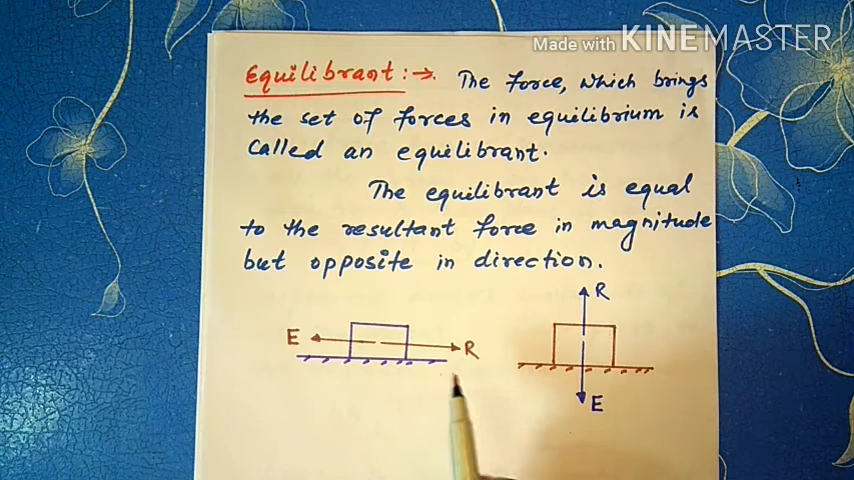 Made with KINEMASTER
Equilibrant :→. The force, which brings
the set of forces in equilibrium is
called an equilibrant.
The equilibrant is equal
to the resultant force in magnitude
but opposite in direction.
R
E R
E